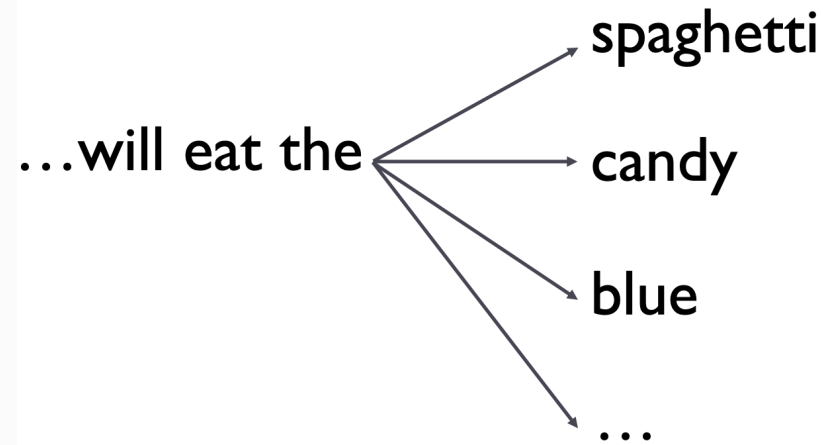 spaghetti
…will eat the
candy
blue
…